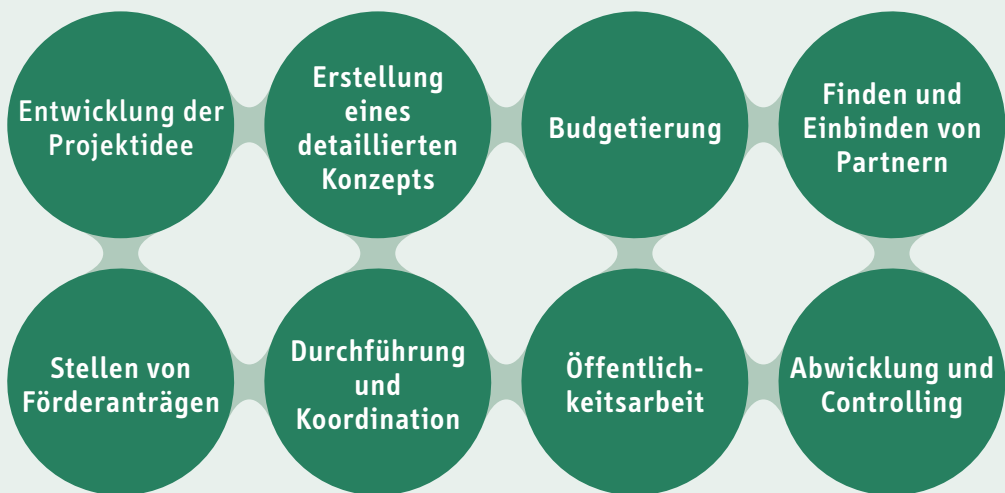 Entwicklung der
Projektidee
Erstellung
eines
detaillierten
Konzepts
Budgetierung
Finden und
Einbinden von
Partnern
Stellen von
Förderanträgen
Durchführung
und
Koordination
Öffentlich-
keitsarbeit
Abwicklung und
Controlling